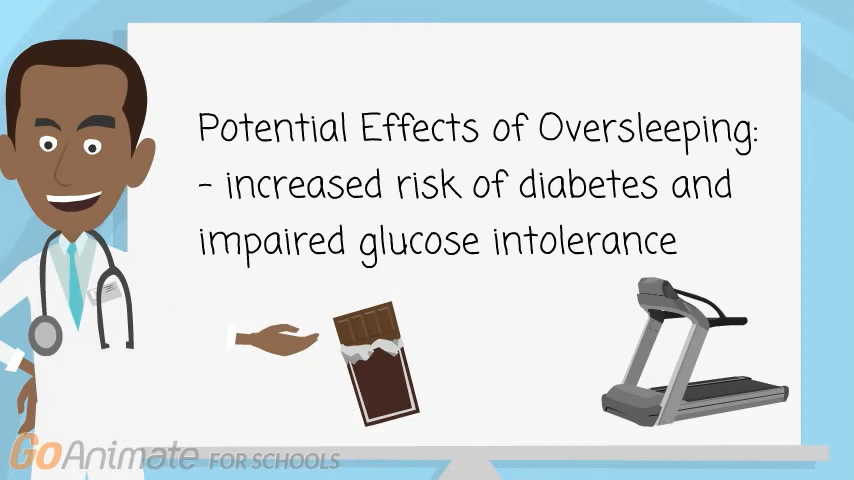 Potential Effects of Oversleeping:
- increased risk of diabetes and
impaired glucose intolerance
GoAnimate FOR SCHOOLS